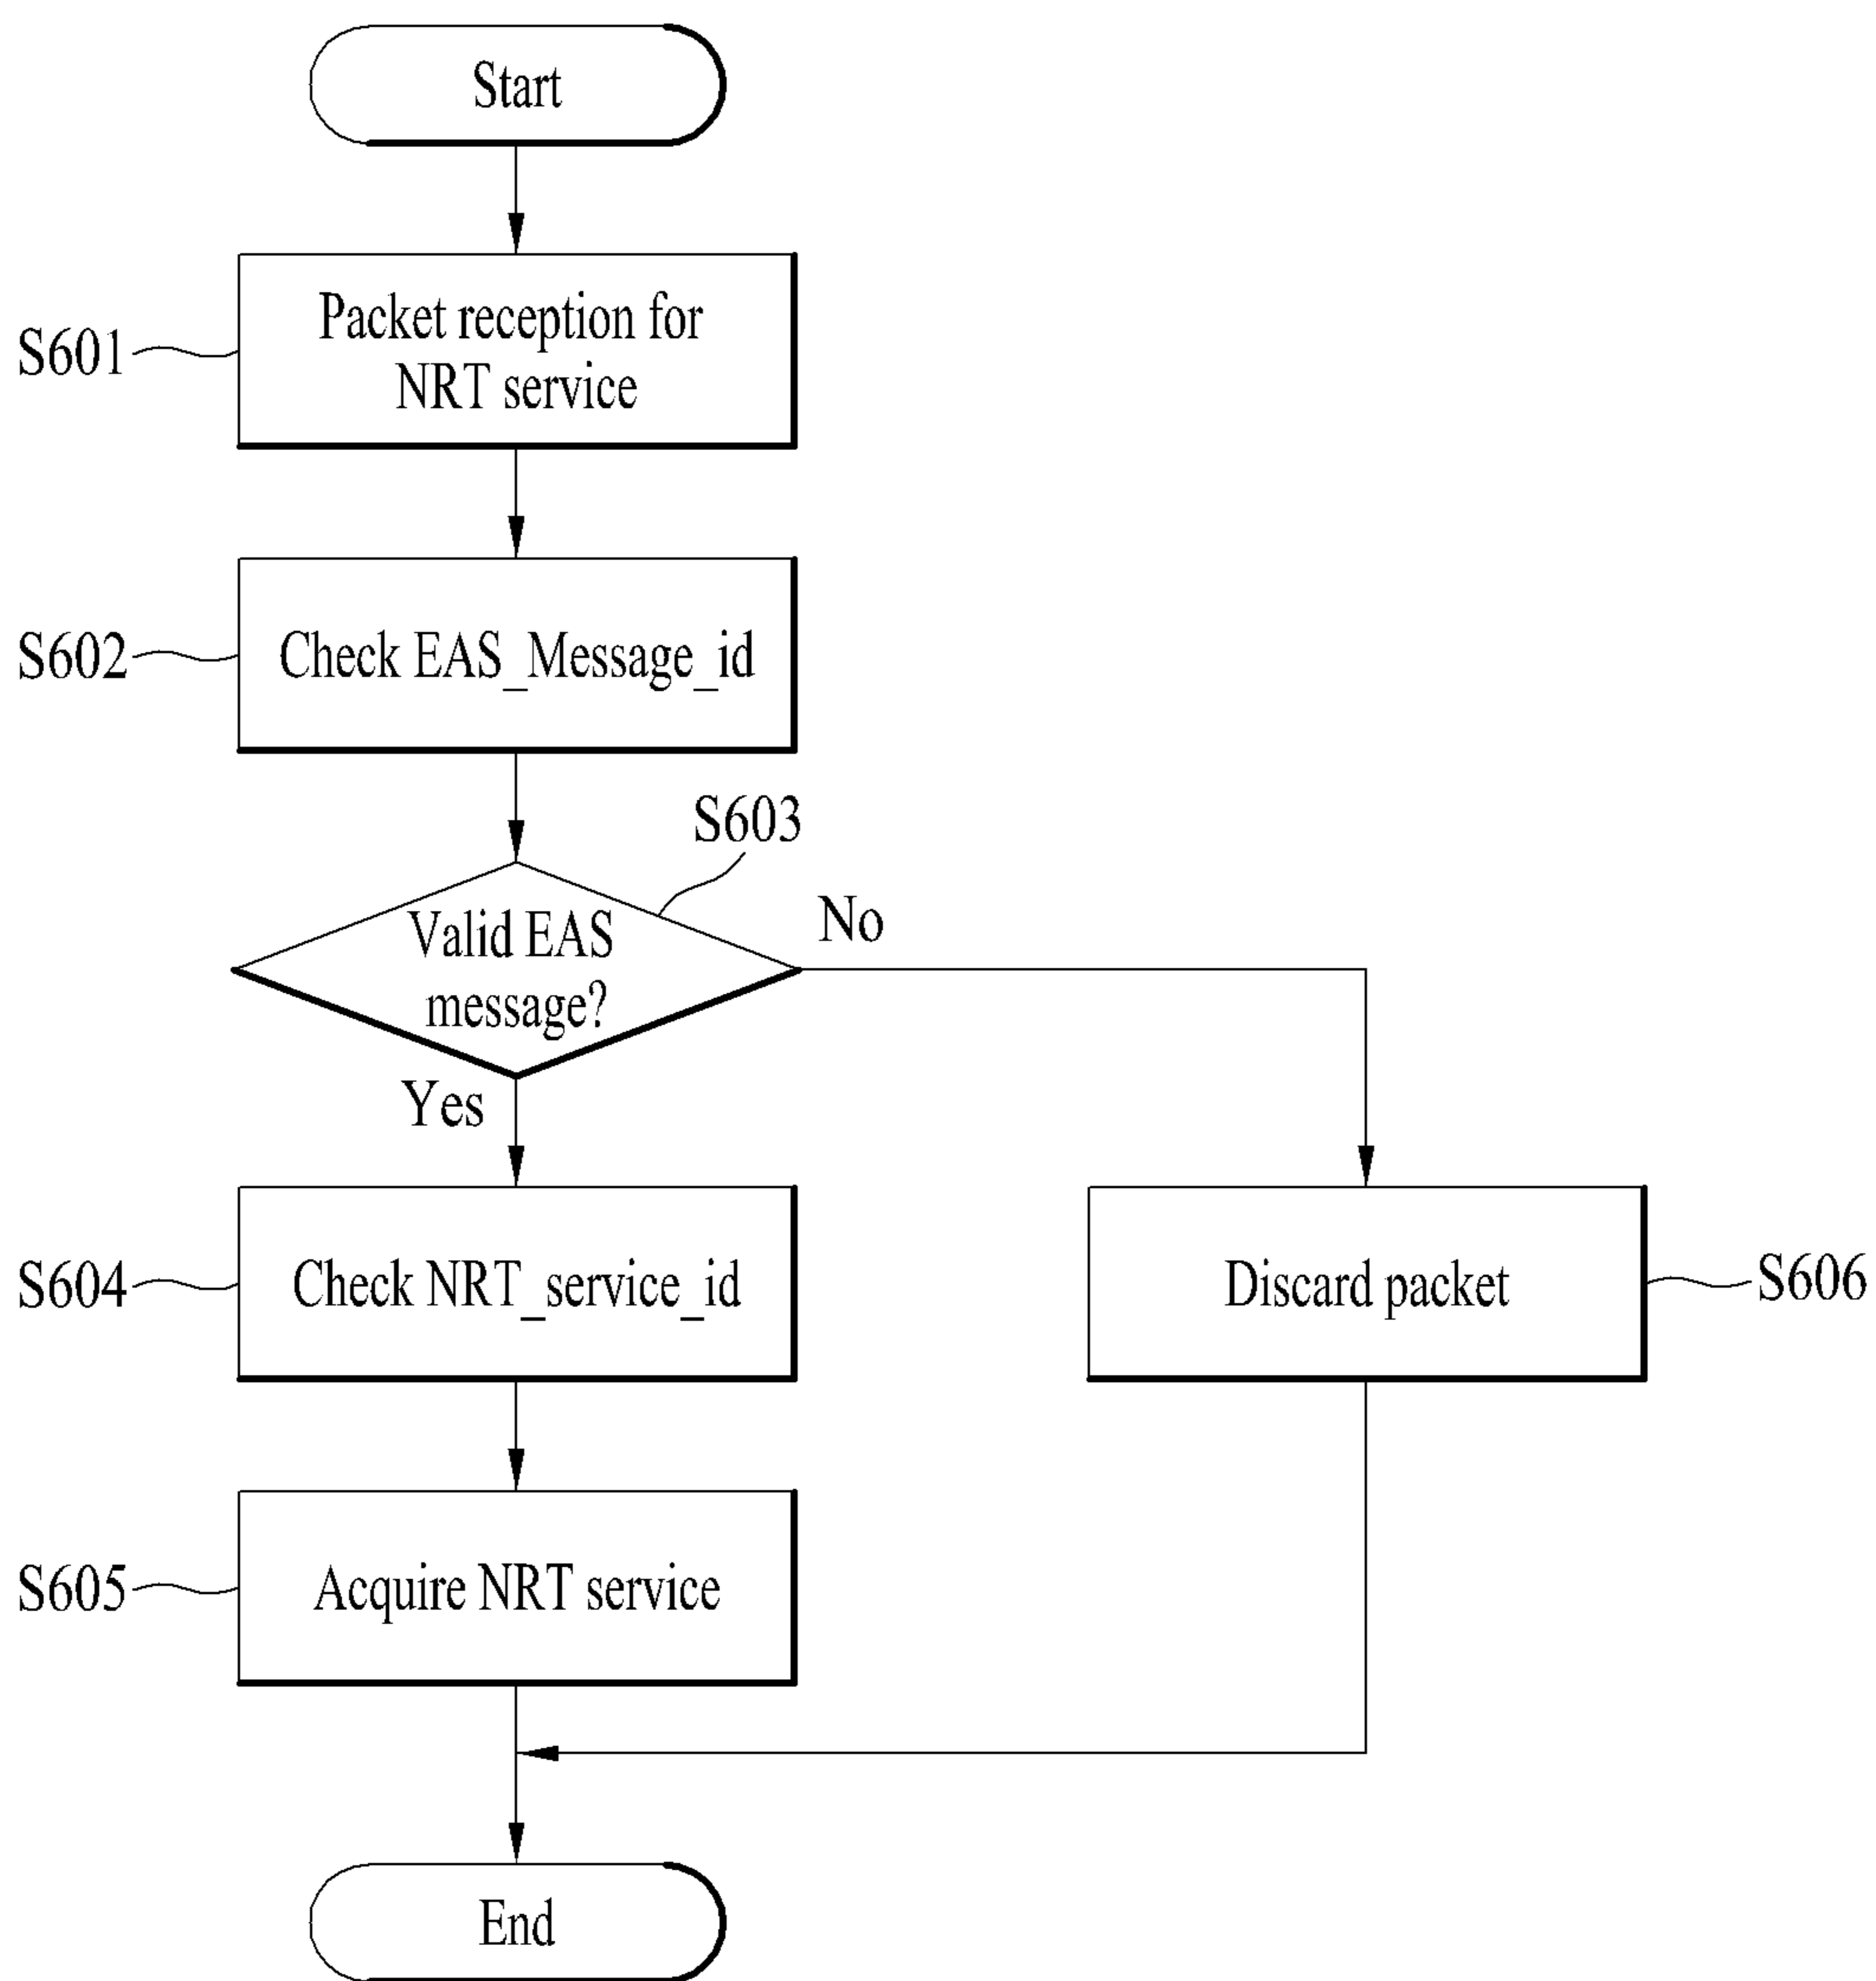 Start
S601
Packet reception for
NRT service
S602
Check EAS_Message_id
S603
Valid EAS
message?
No
Yes
S604
Check NRT_service_id
Discard packet
S606
S605
Acquire NRT service
End